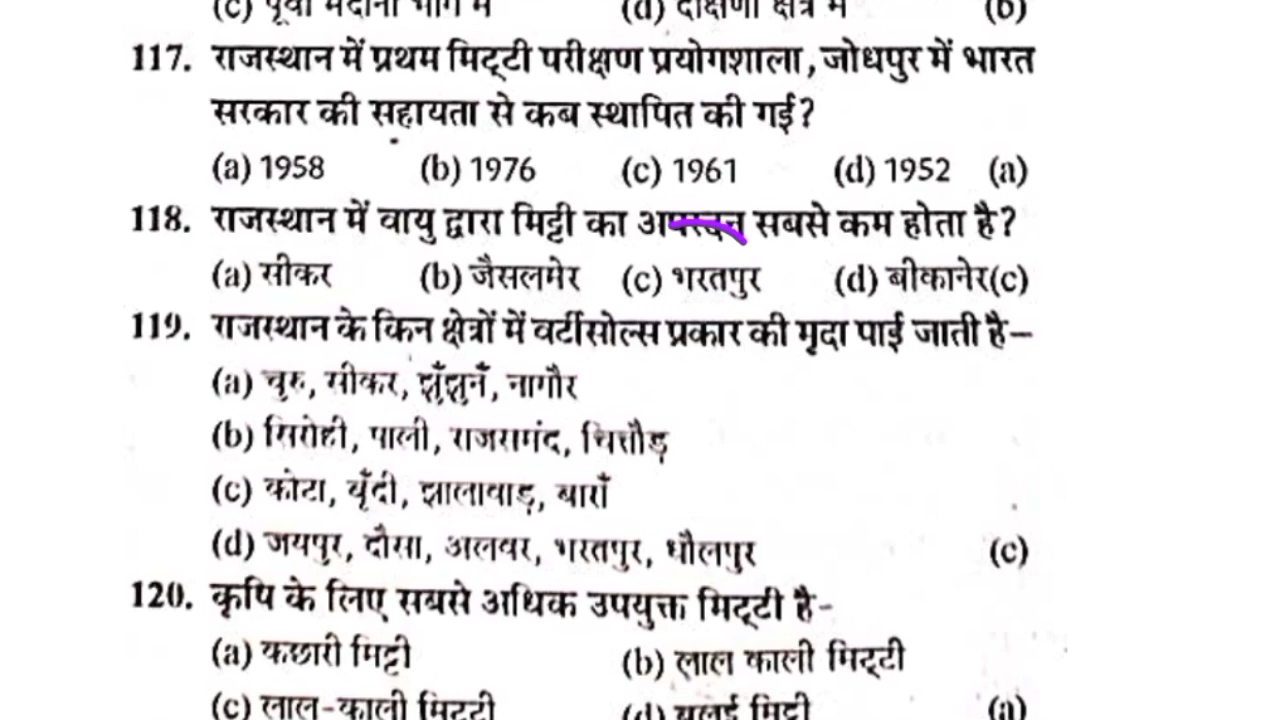 (c) पूर्वी मैदानी भाग में (d) दक्षिणी क्षेत्र में (b)
117. राजस्थान में प्रथम मिट्टी परीक्षण प्रयोगशाला, जोधपुर में भारत
सरकार की सहायता से कब स्थापित की गई?
(a) 1958 (b) 1976 (c) 1961 (d) 1952 (a)
118. राजस्थान में वायु द्वारा मिट्टी का सबसे कम होता है?
(a) सीकर (b) जैसलमेर (c) भरतपुर (d) बीकानेर(c)
119. राजस्थान के किन क्षेत्रों में वर्टीसोल्स प्रकार की मृदा पाई जाती है–
(a) चुरु, सीकर, झुँझुनूँ, नागौर
(b) सिरोही, पाली, राजसमंद, चित्तौड़
(c) कोटा, बूँदी, झालावाड़, बाराँ
(d) जयपुर, दौसा, अलवर, भरतपुर, धौलपुर (c)
120. कृषि के लिए सबसे अधिक उपयुक्त मिट्टी है-
(a) कछारी मिट्टी (b) लाल काली मिट्टी
(c) लाल-काली मिट्टी (d) मिट्टी (a)